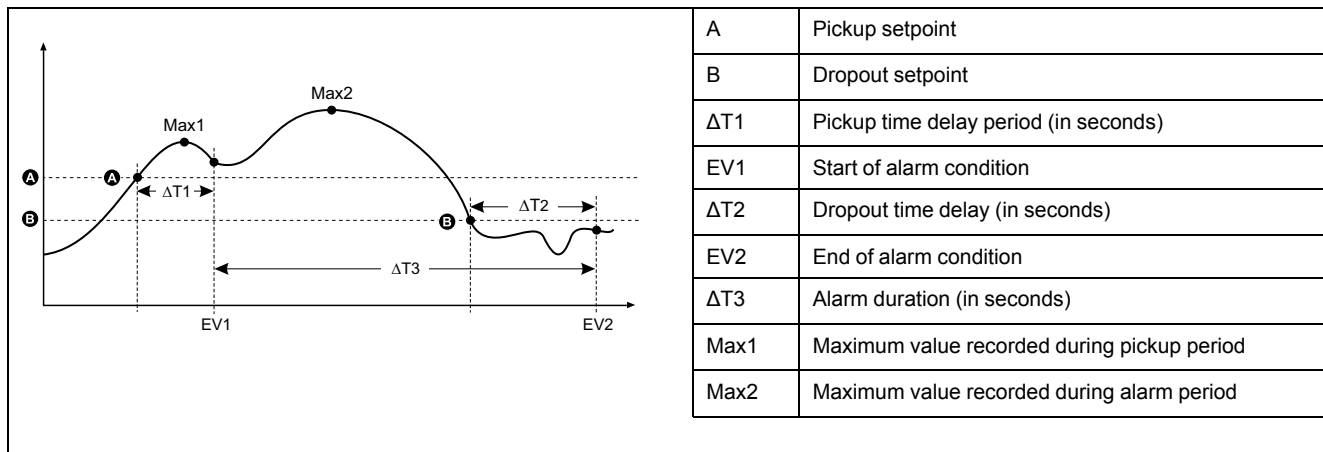 Max2
Max1
A A
ΔT1
B B ΔT2
ΔT3
EV1 EV2
A Pickup setpoint
B Dropout setpoint
ΔT1 Pickup time delay period (in seconds)
EV1 Start of alarm condition
ΔT2 Dropout time delay (in seconds)
EV2 End of alarm condition
ΔT3 Alarm duration (in seconds)
Max1 Maximum value recorded during pickup period
Max2 Maximum value recorded during alarm period